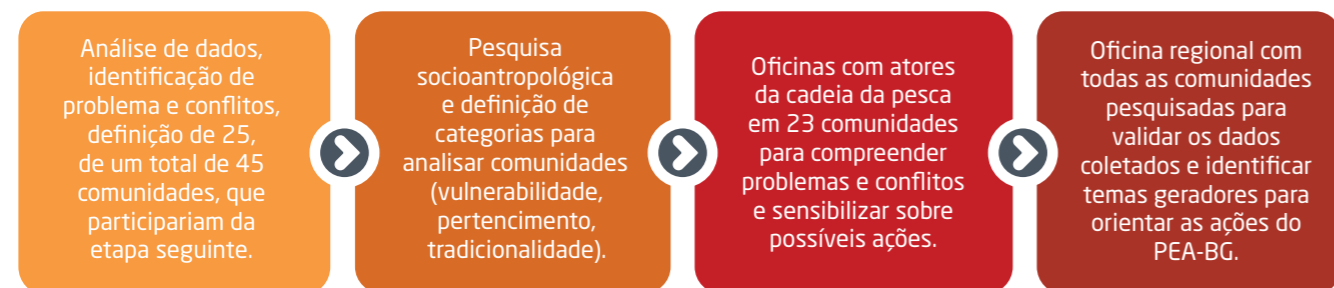 Análise de dados,
identificação de
problema e conflitos,
definição de 25,
de um total de 45
comunidades, que
participariam da
etapa seguinte.
Pesquisa
socioantropológica
e definição de
categorias para
analisar comunidades
(vulnerabilidade,
pertencimento,
tradicionalidade).
Oficinas com atores
da cadeia da pesca
em 23 comunidades
para compreender
problemas e conflitos
e sensibilizar sobre
possíveis ações.
Oficina regional com
todas as comunidades
pesquisadas para
validar os dados
coletados e identificar
temas geradores para
orientar as ações do
PEA-BG.